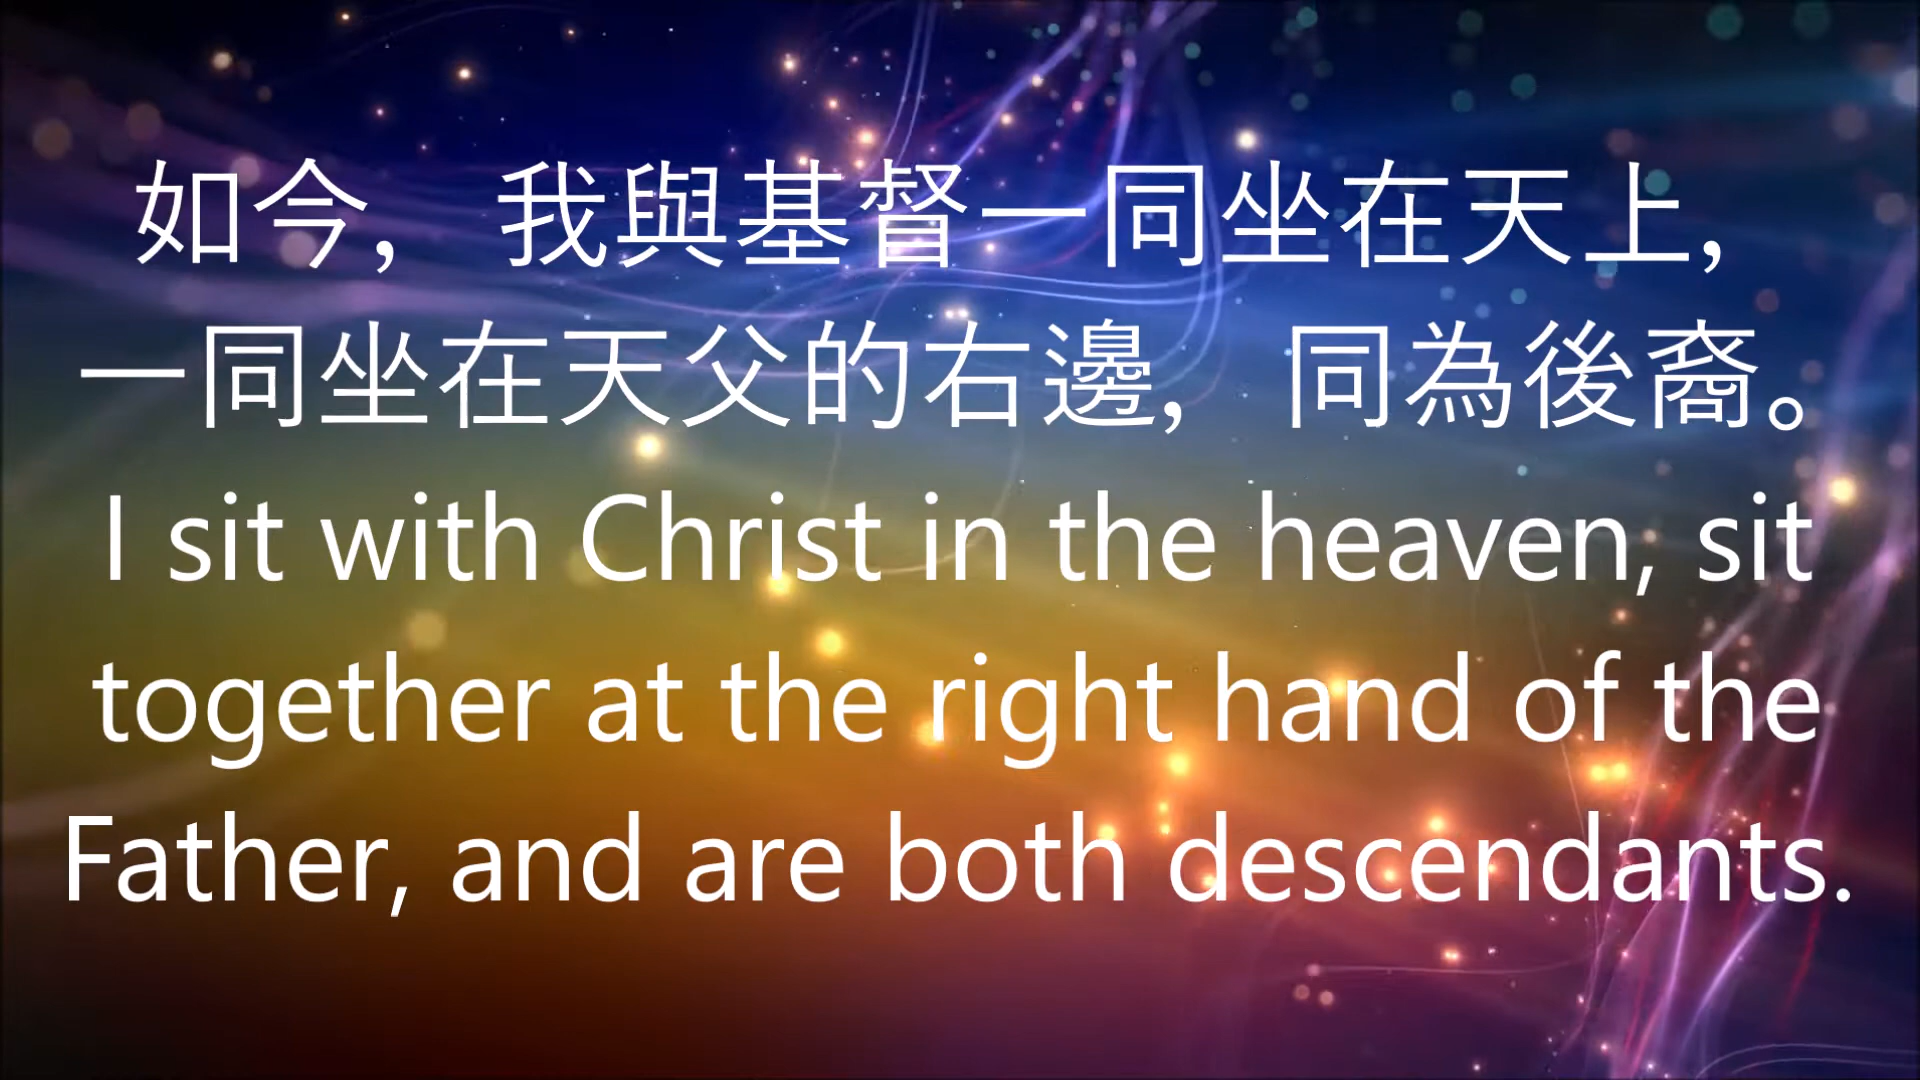 如今, 我與基督一同坐在天上,
一同坐在天父的右邊, 同為後裔。
I sit with Christ in the heaven, sit
together at the right hand of the
Father, and are both descendants.